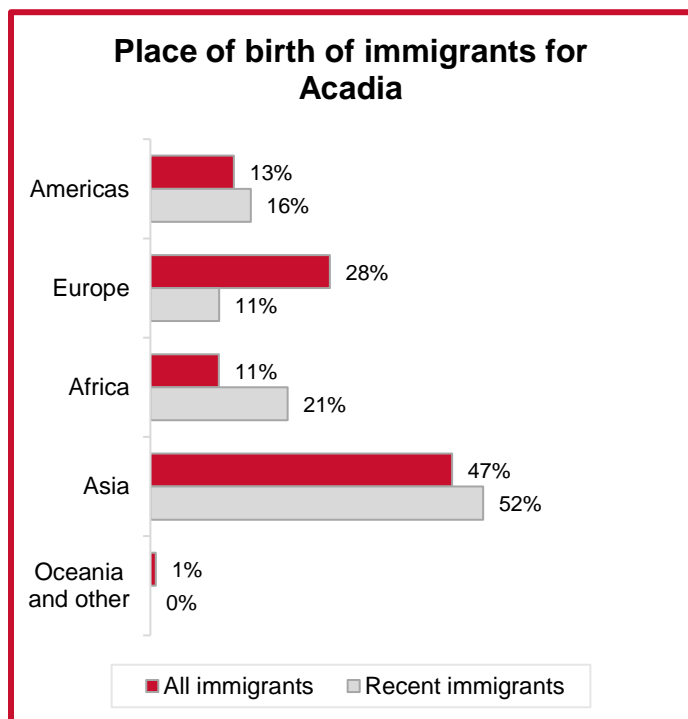 Place of birth of immigrants for
Acadia
Americas
13%
16%
Europe
28%
11%
Africa
11%
21%
Asia
47%
52%
Oceania
and other
1%
0%
All immigrants
Recent immigrants